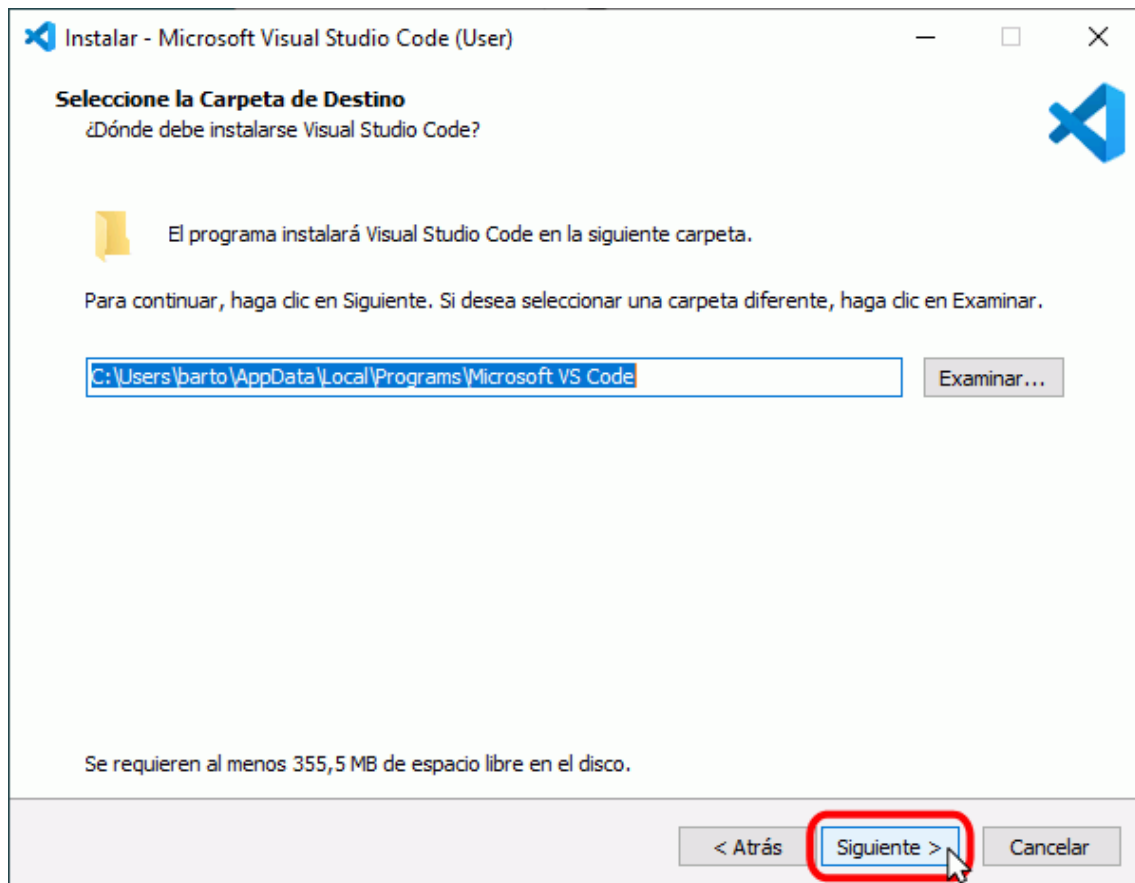 Instalar - Microsoft Visual Studio Code (User)
Seleccione la Carpeta de Destino
¿Dónde debe instalarse Visual Studio Code?
El programa instalará Visual Studio Code en la siguiente carpeta.
Para continuar, haga clic en Siguiente. Si desea seleccionar una carpeta diferente, haga clic en Examinar.
C:\Users\barto\AppData\Local\Programs\Microsoft VS Code
Examinar...
Se requieren al menos 355,5 MB de espacio libre en el disco.
< Atrás Siguiente > Cancelar